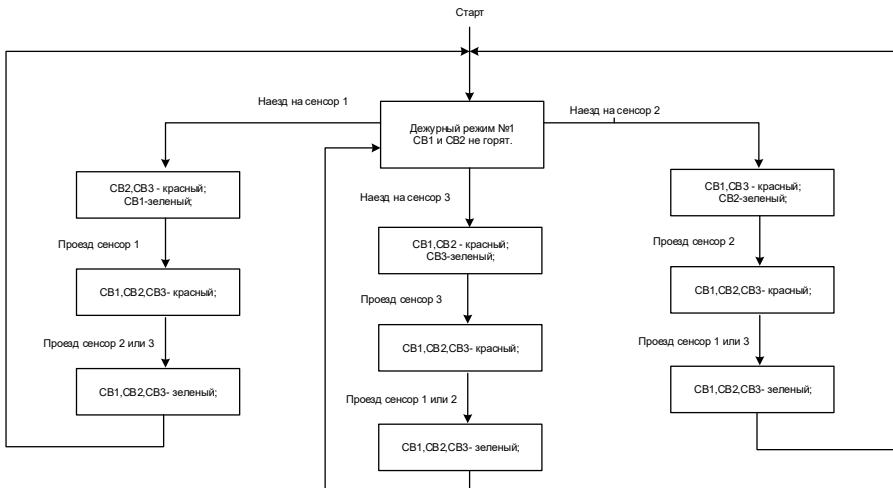 Старт
Наезд на сенсор 1
Наезд на сенсор 2
Дежурный режим №1
СВ1 и СВ2 не горят.
СВ2,СВ3 - красный;
СВ1-зеленый;
Наезд на сенсор 3
СВ1,СВ3 - красный;
СВ2-зеленый;
Проезд сенсор 1
СВ1,СВ2 - красный;
СВ3-зеленый;
Проезд сенсор 2
СВ1,СВ2,СВ3- красный;
Проезд сенсор 3
СВ1,СВ2,СВ3- красный;
Проезд сенсор 2 или 3
СВ1,СВ2,СВ3- красный;
Проезд сенсор 1 или 3
СВ1,СВ2,СВ3- зеленый;
Проезд сенсор 1 или 2
СВ1,СВ2,СВ3- зеленый;
СВ1,СВ2,СВ3- зеленый;